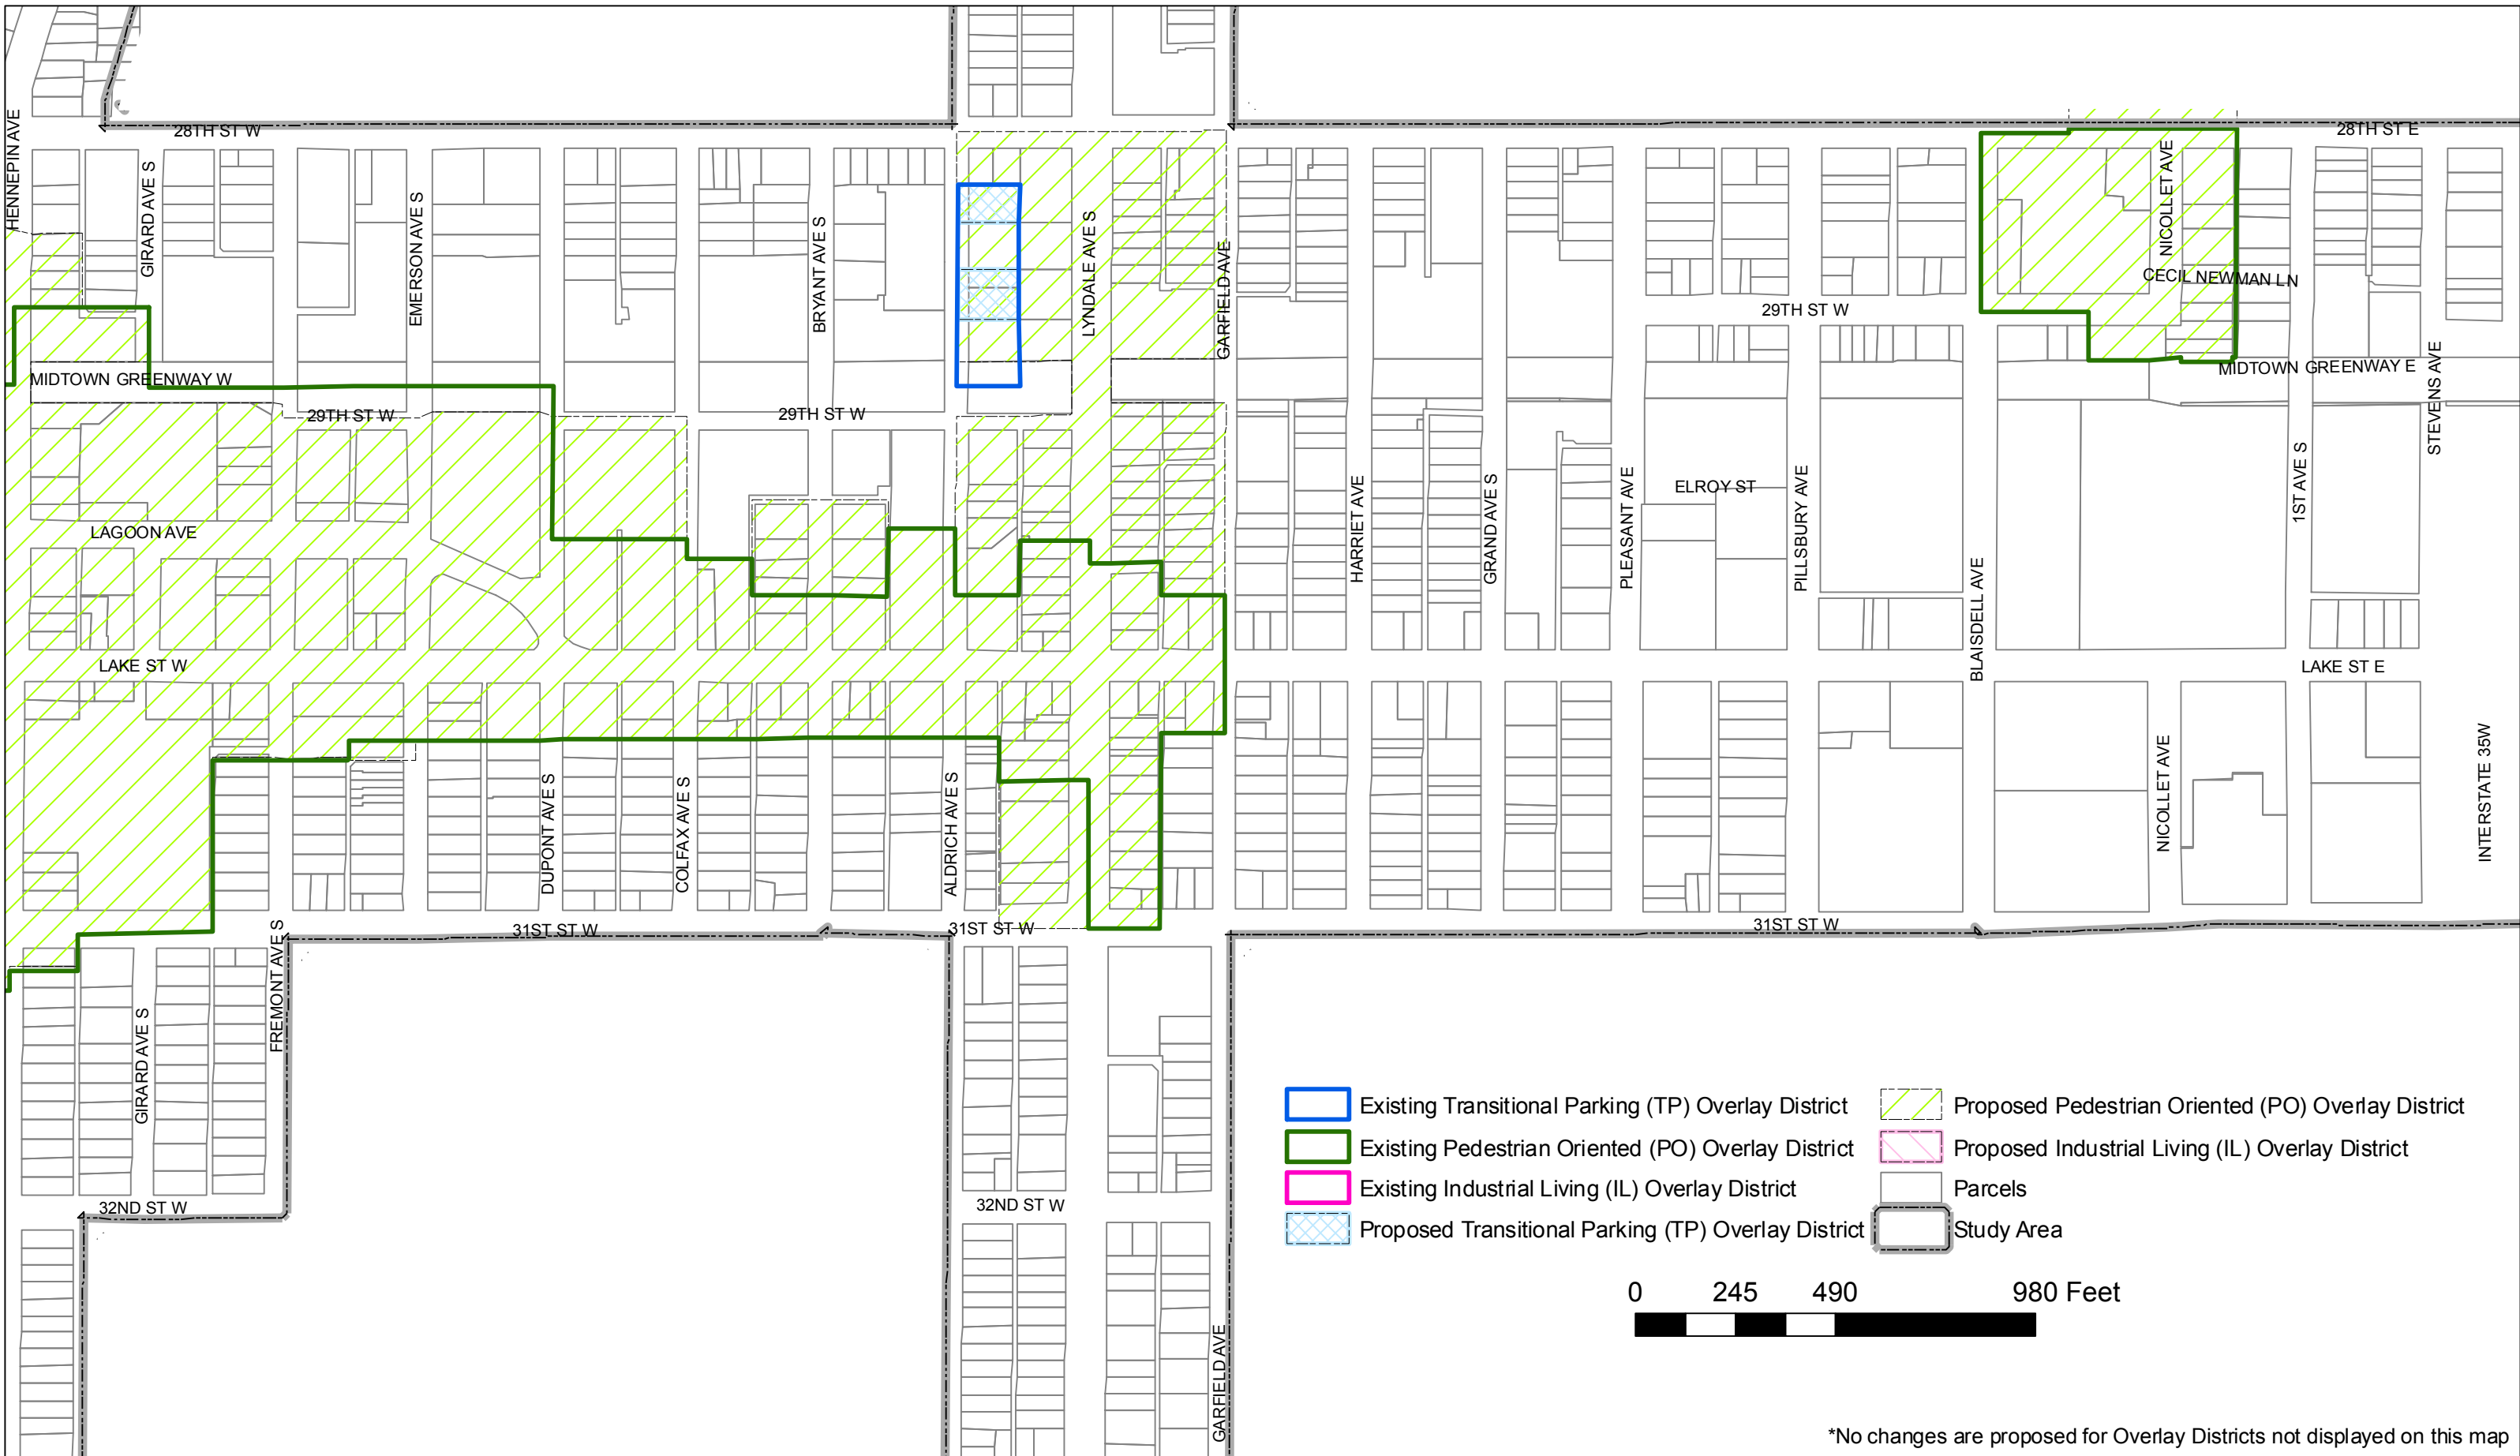 HENNEPIN AVE
28TH ST W
28TH ST E
GIRARD AVE S
EMERSON AVE S
BRYANT AVE S
LYNDALE AVE S
GARFIELD AVE
NICOLLET AVE
CECIL NEWMAN LN
29TH ST W
MIDTOWN GREENWAY W
MIDTOWN GREENWAY E
29TH ST W
29TH ST W
STEVENS AVE
LAGOON AVE
HARRIET AVE
GRAND AVE S
PLEASANT AVE
ELROY ST
PILLSBURY AVE
1ST AVE S
BLAISDELL AVE
LAKE ST W
LAKE ST E
DUPONT AVE S
COLFAX AVE S
ALDRICH AVE S
NICOLLET AVE
INTERSTATE 35W
31ST ST W
31ST ST W
31ST ST W
FREMONT AVE S
GIRARD AVE S
32ND ST W
32ND ST W
GARFIELD AVE
Existing Transitional Parking (TP) Overlay District
Existing Pedestrian Oriented (PO) Overlay District
Existing Industrial Living (IL) Overlay District
Proposed Transitional Parking (TP) Overlay District
Proposed Pedestrian Oriented (PO) Overlay District
Proposed Industrial Living (IL) Overlay District
Parcels
Study Area
0 245 490 980 Feet
*No changes are proposed for Overlay Districts not displayed on this map